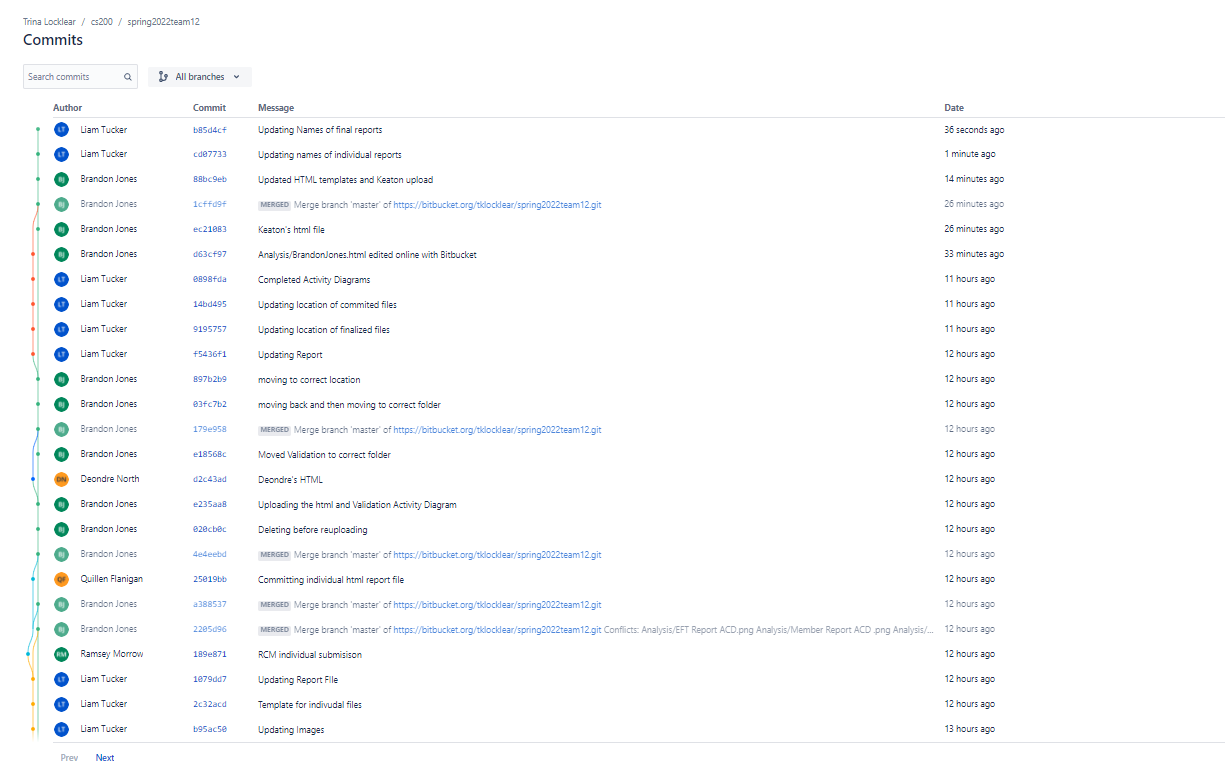 Trina Locklear / cs200 / spring2022team12
Commits
Search commits All branches
Author Commit Message Date
LT Liam Tucker b85d4cf Updating Names of final reports 36 seconds ago
LT Liam Tucker cd07733 Updating names of individual reports 1 minute ago
BJ Brandon Jones 88bc9eb Updated HTML templates and Keaton upload 14 minutes ago
BJ Brandon Jones 1cffd9f MERGED Merge branch 'master' of https://bitbucket.org/tklocklear/spring2022team12.git 26 minutes ago
BJ Brandon Jones ec21083 Keaton's html file 26 minutes ago
BJ Brandon Jones d63cf97 Analysis/BrandonJones.html edited online with Bitbucket 33 minutes ago
LT Liam Tucker 0898fda Completed Activity Diagrams 11 hours ago
LT Liam Tucker 14bd495 Updating location of commited files 11 hours ago
LT Liam Tucker 9195757 Updating location of finalized files 11 hours ago
LT Liam Tucker f5436f1 Updating Report 12 hours ago
BJ Brandon Jones 897b2b9 moving to correct location 12 hours ago
BJ Brandon Jones 03fc7b2 moving back and then moving to correct folder 12 hours ago
BJ Brandon Jones 179e958 MERGED Merge branch 'master' of https://bitbucket.org/tklocklear/spring2022team12.git 12 hours ago
BJ Brandon Jones e18568c Moved Validation to correct folder 12 hours ago
DN Deondre North d2c43ad Deondre's HTML 12 hours ago
BJ Brandon Jones e235aa8 Uploading the html and Validation Activity Diagram 12 hours ago
BJ Brandon Jones 020cb0c Deleting before reuploading 12 hours ago
BJ Brandon Jones 4e4eebd MERGED Merge branch 'master' of https://bitbucket.org/tklocklear/spring2022team12.git 12 hours ago
QF Quillen Flanigan 25019bb Committing individual html report file 12 hours ago
BJ Brandon Jones a388537 MERGED Merge branch 'master' of https://bitbucket.org/tklocklear/spring2022team12.git 12 hours ago
BJ Brandon Jones 2205d96 MERGED Merge branch 'master' of https://bitbucket.org/tklocklear/spring2022team12.git Conflicts: Analysis/EFT Report ACD.png Analysis/Member Report ACD .png Analysis/... 12 hours ago
RM Ramsey Morrow 189e871 RCM individual submisison 12 hours ago
LT Liam Tucker 1079dd7 Updating Report FIle 12 hours ago
LT Liam Tucker 2c32acd Template for indivudal files 12 hours ago
LT Liam Tucker b95ac50 Updating Images 13 hours ago
Prev Next